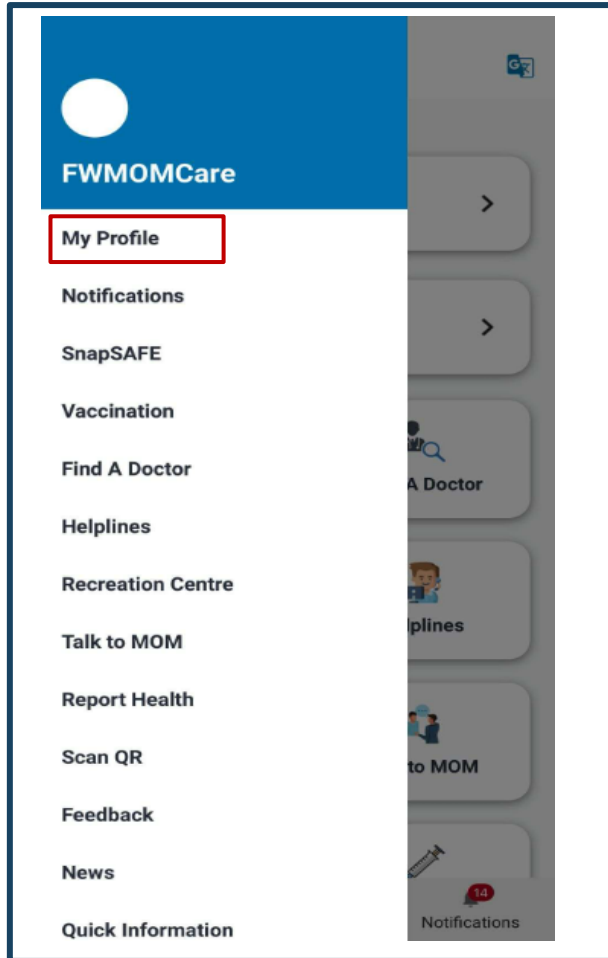 FWMOMCare
My Profile
Notifications
SnapSAFE
Vaccination
Find A Doctor
Helplines
Recreation Centre
Talk to MOM
Report Health
Scan QR
Feedback
News
Quick Information
G
A Doctor
lplines
to MOM
14
Notifications